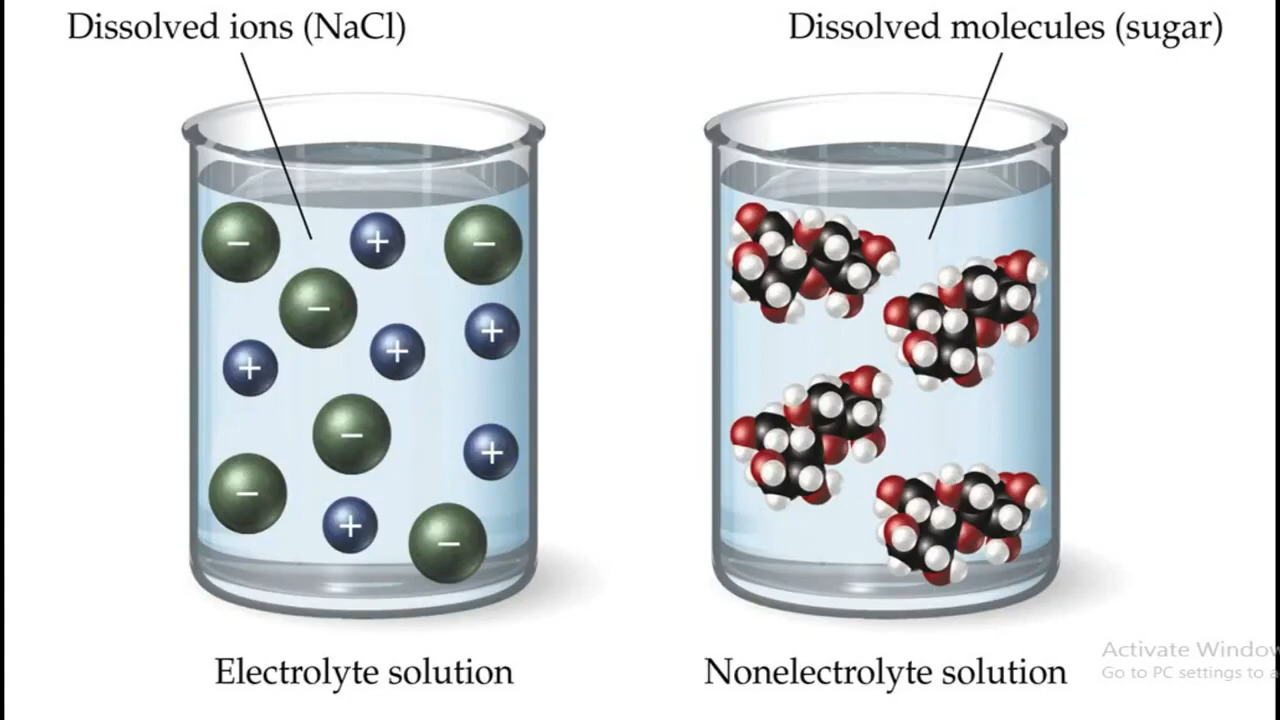 Dissolved ions (NaCl)
Dissolved molecules (sugar)
− + −
−
+
+
+
−
+
−
+
−
Electrolyte solution
Nonelectrolyte solution
Activate Window
Go to PC settings to a